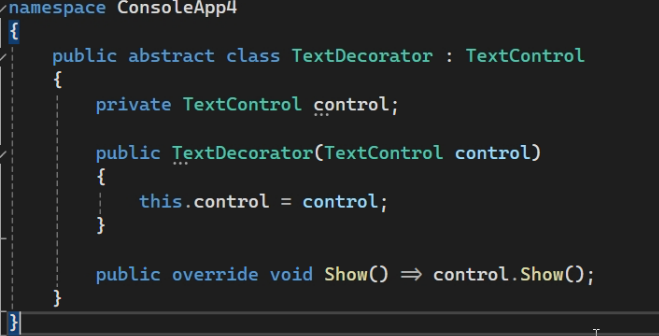 namespace ConsoleApp4
{
    public abstract class TextDecorator : TextControl
    {
        private TextControl control;

        public TextDecorator(TextControl control)
        {
            this.control = control;
        }

        public override void Show() => control.Show();
    }
}